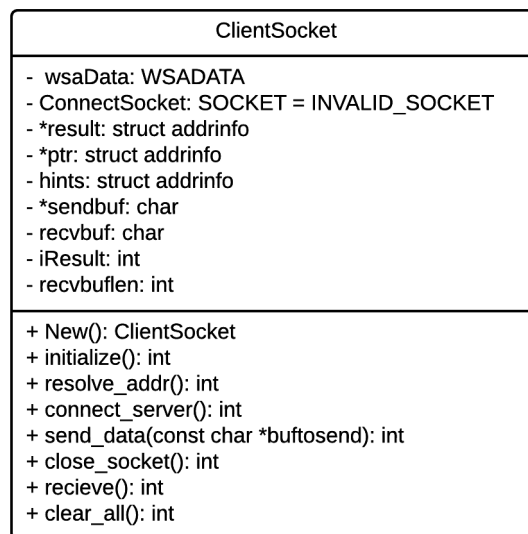 ClientSocket
- wsaData: WSADATA
- ConnectSocket: SOCKET = INVALID_SOCKET
- *result: struct addrinfo
- *ptr: struct addrinfo
- hints: struct addrinfo
- *sendbuf: char
- recvbuf: char
- iResult: int
- recvbuflen: int
+ New(): ClientSocket
+ initialize(): int
+ resolve_addr(): int
+ connect_server(): int
+ send_data(const char *buftosend): int
+ close_socket(): int
+ recieve(): int
+ clear_all(): int